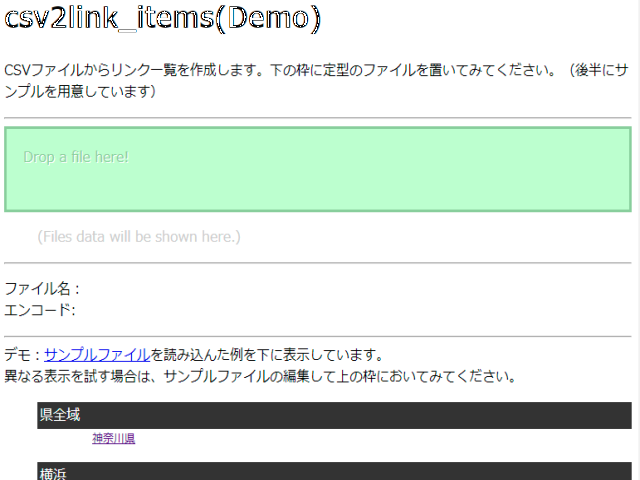 csv2link_items(Demo)
CSVファイルからリンク一覧を作成します。下の枠に定型のファイルを置いてみてください。（後半にサ
ンプルを用意しています）
Drop a file here!
(Files data will be shown here.)
ファイル名：
エンコード:
デモ：サンプルファイルを読み込んた例を下に表示しています。
異なる表示を試す場合は、サンプルファイルの編集して上の枠においてみてください。
県全域
神奈川県
横浜